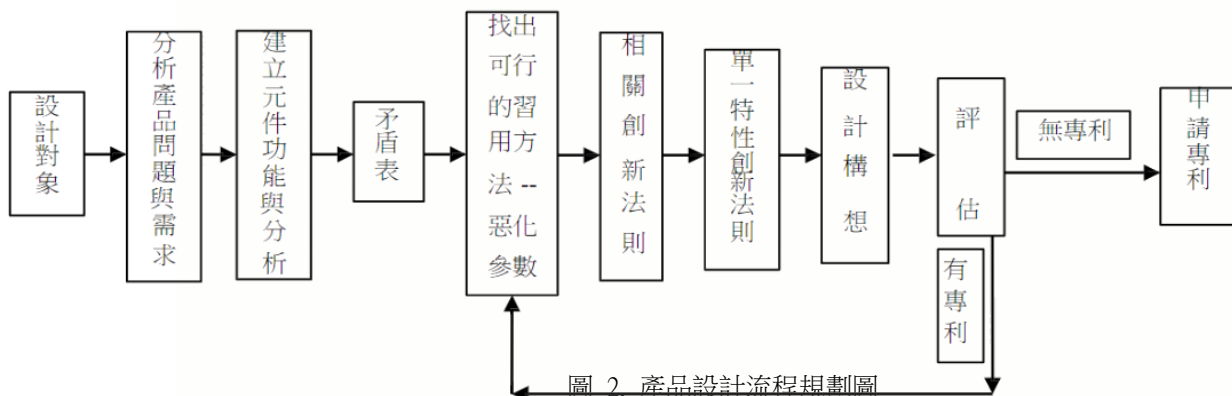 設計對象
分析產品問題與需求
建立元件功能與分析
矛盾表
找出
可行
的習
用方
法 --
惡化
參數
相關創新法則
單一特性創新法則
設計構想
評估
無專利
申請專利
有專利
圖 2. 產品設計流程規劃圖